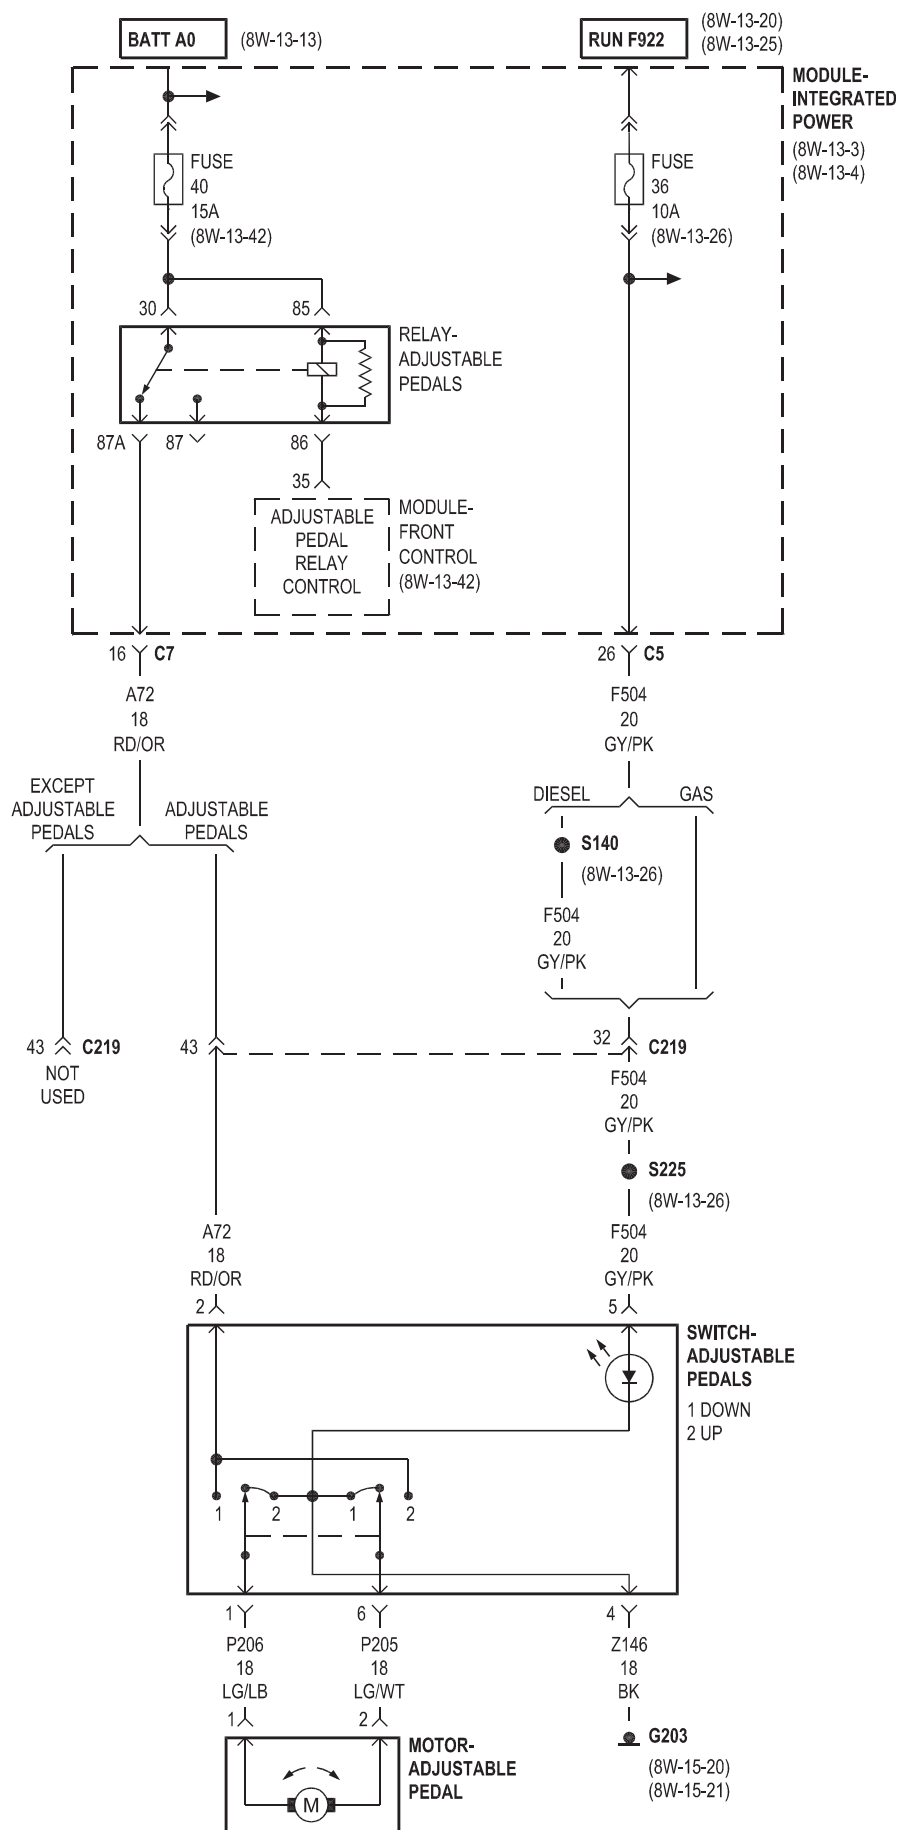 BATT A0
(8W-13-13)
RUN F922
(8W-13-20)
(8W-13-25)
MODULE-
INTEGRATED
POWER
(8W-13-3)
(8W-13-4)
FUSE
40
15A
(8W-13-42)
FUSE
36
10A
(8W-13-26)
30
85
RELAY-
ADJUSTABLE
PEDALS
87A
87
86
35
ADJUSTABLE
PEDAL
RELAY
CONTROL
MODULE-
FRONT
CONTROL
(8W-13-42)
16
C7
26
C5
A72
18
RD/OR
F504
20
GY/PK
EXCEPT
ADJUSTABLE
PEDALS
ADJUSTABLE
PEDALS
DIESEL
GAS
S140
(8W-13-26)
F504
20
GY/PK
43
C219
NOT
USED
43
32
C219
F504
20
GY/PK
S225
(8W-13-26)
A72
18
RD/OR
F504
20
GY/PK
2
5
SWITCH-
ADJUSTABLE
PEDALS
1 DOWN
2 UP
1
2
1
2
1
6
4
P206
18
LG/LB
P205
18
LG/WT
Z146
18
BK
1
2
G203
(8W-15-20)
(8W-15-21)
MOTOR-
ADJUSTABLE
PEDAL
M